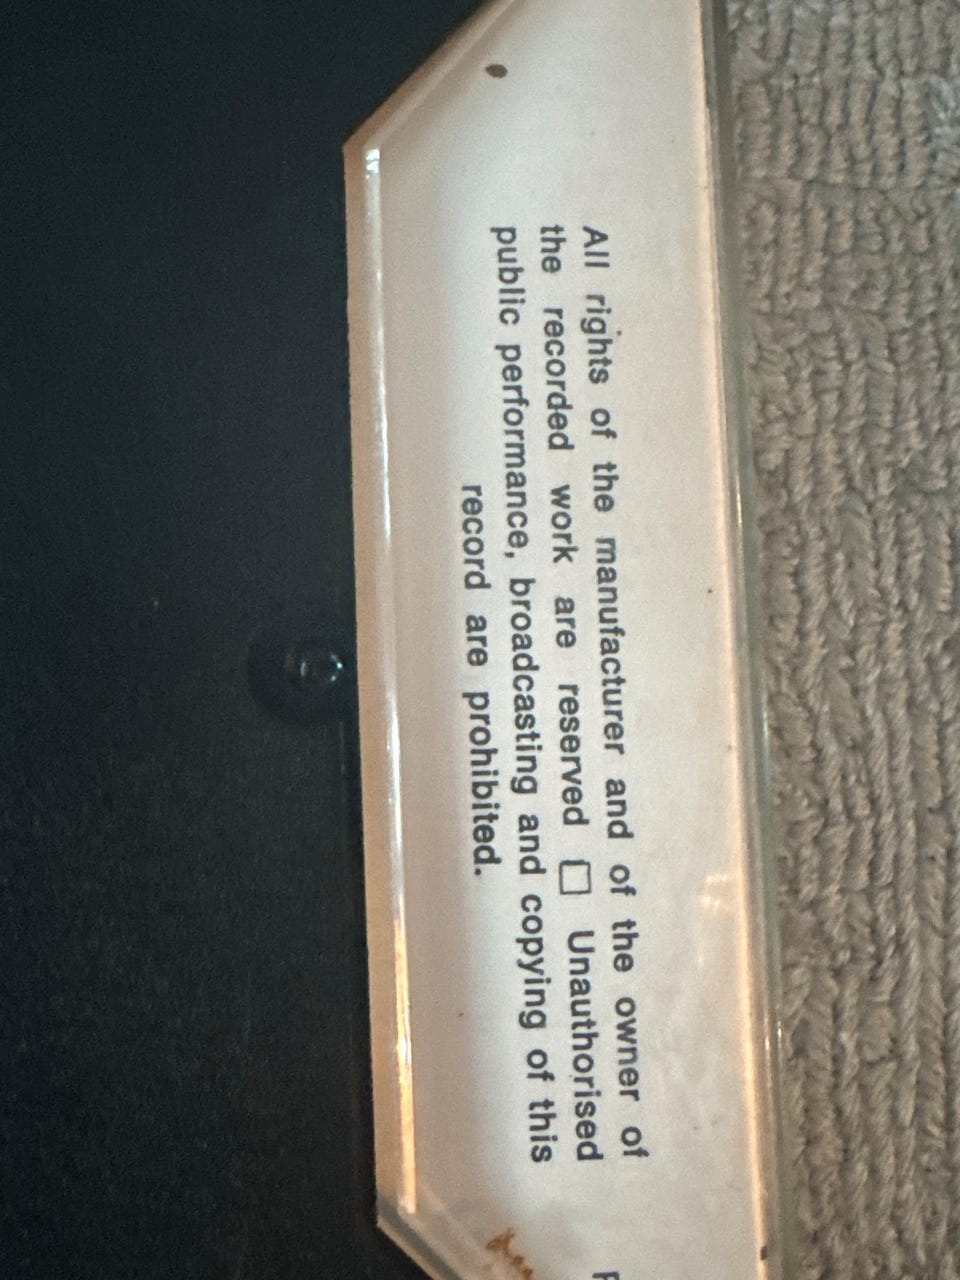 All rights of the manufacturer and of the owner of
the recorded work are reserved □ Unauthorised
public performance, broadcasting and copying of this
record are prohibited.